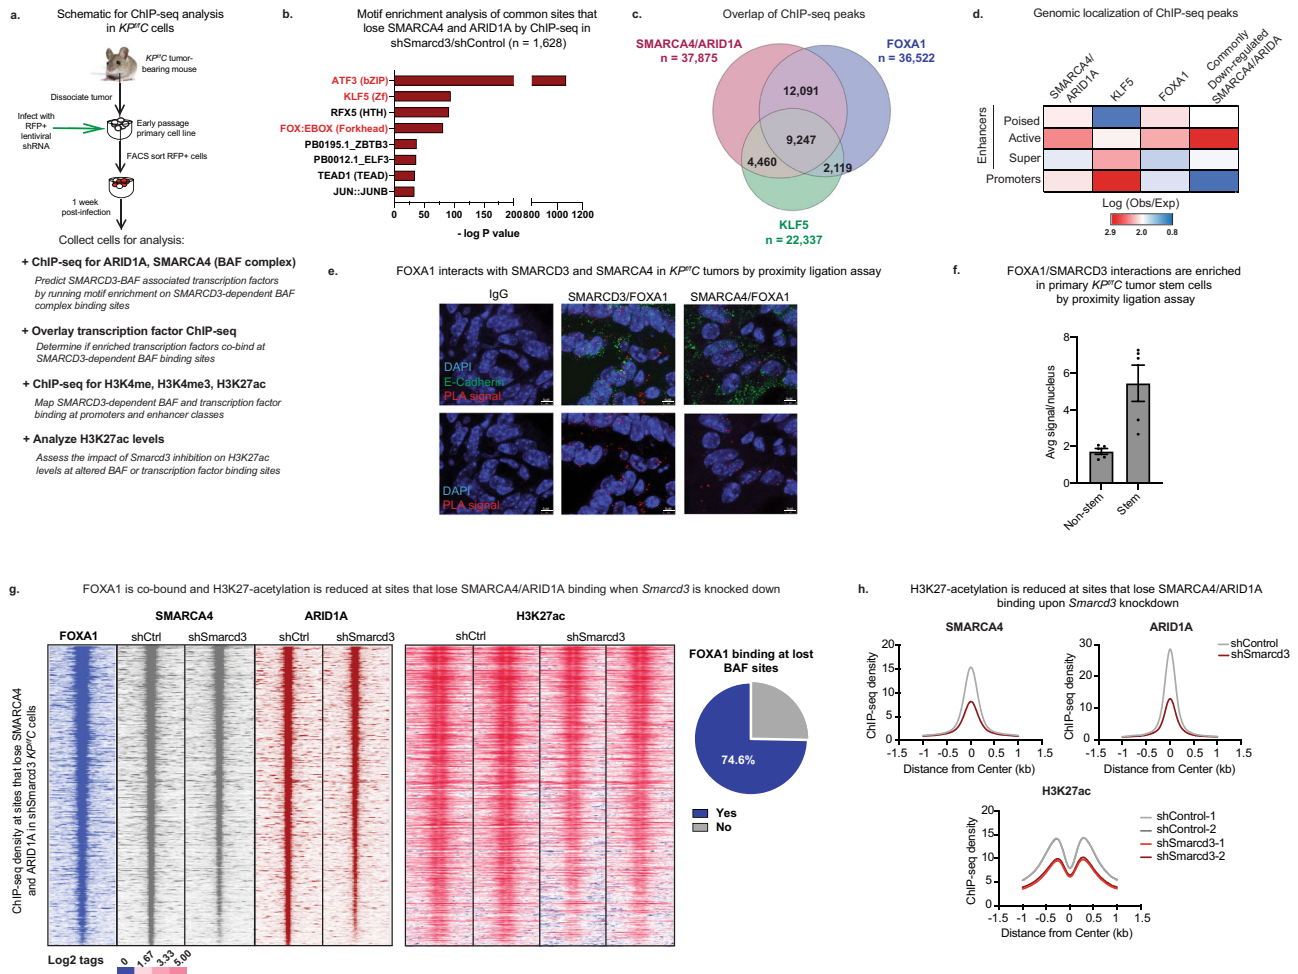 a.
Schematic for ChIP-seq analysis
in KPf/fC cells
KPf/fC tumor-
bearing mouse
Dissociate tumor
Infect with
RFP+
lentiviral
shRNA
Early passage
primary cell line
FACS sort RFP+ cells
1 week
post-infection
Collect cells for analysis:
+ ChIP-seq for ARID1A, SMARCA4 (BAF complex)
Predict SMARCD3-BAF associated transcription factors
by running motif enrichment on SMARCD3-dependent BAF
complex binding sites
+ Overlay transcription factor ChIP-seq
Determine if enriched transcription factors co-bind at
SMARCD3-dependent BAF binding sites
+ ChIP-seq for H3K4me, H3K4me3, H3K27ac
Map SMARCD3-dependent BAF and transcription factor
binding at promoters and enhancer classes
+ Analyze H3K27ac levels
Assess the impact of Smarcd3 inhibition on H3K27ac
levels at altered BAF or transcription factor binding sites
b.
Motif enrichment analysis of common sites that
lose SMARCA4 and ARID1A by ChIP-seq in
shSmarcd3/shControl (n = 1,628)
ATF3 (bZIP)
KLF5 (Zf)
RFX5 (HTH)
FOX:EBOX (Forkhead)
PB0195.1_ZBTB3
PB0012.1_ELF3
TEAD1 (TEAD)
JUN::JUNB
0 50 100 150 200 800 1000 1200
- log P value
c.
Overlap of ChIP-seq peaks
SMARCA4/ARID1A
n = 37,875
FOXA1
n = 36,522
12,091
9,247
4,460
2,119
KLF5
n = 22,337
d.
Genomic localization of ChIP-seq peaks
SMARCA4/
ARID1A
KLF5
FOXA1
Commonly
Down-regulated
SMARCA4/ARIDA
Enhancers
Poised
Active
Super
Promoters
Log (Obs/Exp)
2.9 2.0 0.8
e.
FOXA1 interacts with SMARCD3 and SMARCA4 in KPf/fC tumors by proximity ligation assay
IgG
SMARCD3/FOXA1
SMARCA4/FOXA1
DAPI
E-Cadherin
PLA signal
DAPI
PLA signal
f.
FOXA1/SMARCD3 interactions are enriched
in primary KPf/fC tumor stem cells
by proximity ligation assay
Avg signal/nucleus
8
6
4
2
0
Non-stem
Stem
g.
FOXA1 is co-bound and H3K27-acetylation is reduced at sites that lose SMARCA4/ARID1A binding when Smarcd3 is knocked down
SMARCA4
ARID1A
H3K27ac
FOXA1
shCtrl
shSmarcd3
shCtrl
shSmarcd3
shCtrl
shSmarcd3
ChIP-seq density at sites that lose SMARCA4
and ARID1A in shSmarcd3 KPf/fC cells
Log2 tags
0 1.67 3.33 5.00
FOXA1 binding at lost
BAF sites
74.6%
Yes
No
h.
H3K27-acetylation is reduced at sites that lose SMARCA4/ARID1A
binding upon Smarcd3 knockdown
SMARCA4
ChIP-seq density
20
15
10
5
0
-1.5 -1 -0.5 0 0.5 1 1.5
Distance from Center (kb)
ARID1A
ChIP-seq density
30
20
10
0
-1.5 -1 -0.5 0 0.5 1 1.5
Distance from Center (kb)
shControl
shSmarcd3
H3K27ac
ChIP-seq density
20
15
10
5
0
-1.5 -1 -0.5 0 0.5 1 1.5
Distance from Center (kb)
shControl-1
shControl-2
shSmarcd3-1
shSmarcd3-2